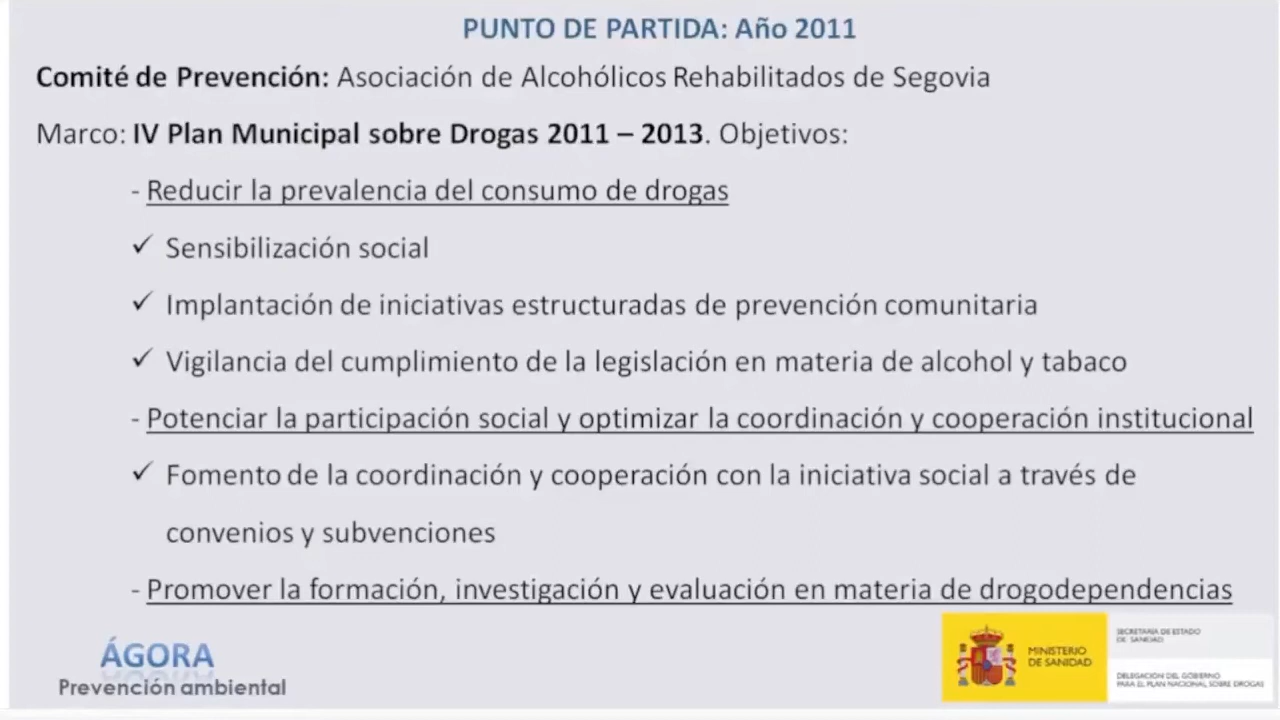 PUNTO DE PARTIDA: Año 2011
Comité de Prevención: Asociación de Alcohólicos Rehabilitados de Segovia
Marco: IV Plan Municipal sobre Drogas 2011 – 2013. Objetivos:
- Reducir la prevalencia del consumo de drogas
✓ Sensibilización social
✓ Implantación de iniciativas estructuradas de prevención comunitaria
✓ Vigilancia del cumplimiento de la legislación en materia de alcohol y tabaco
- Potenciar la participación social y optimizar la coordinación y cooperación institucional
✓ Fomento de la coordinación y cooperación con la iniciativa social a través de
convenios y subvenciones
- Promover la formación, investigación y evaluación en materia de drogodependencias
ÁGORA
Prevención ambiental
MINISTERIO
DE SANIDAD
SECRETARÍA DE ESTADO
DE SANIDAD
DELEGACIÓN DEL GOBIERNO
PARA EL PLAN NACIONAL SOBRE DROGAS